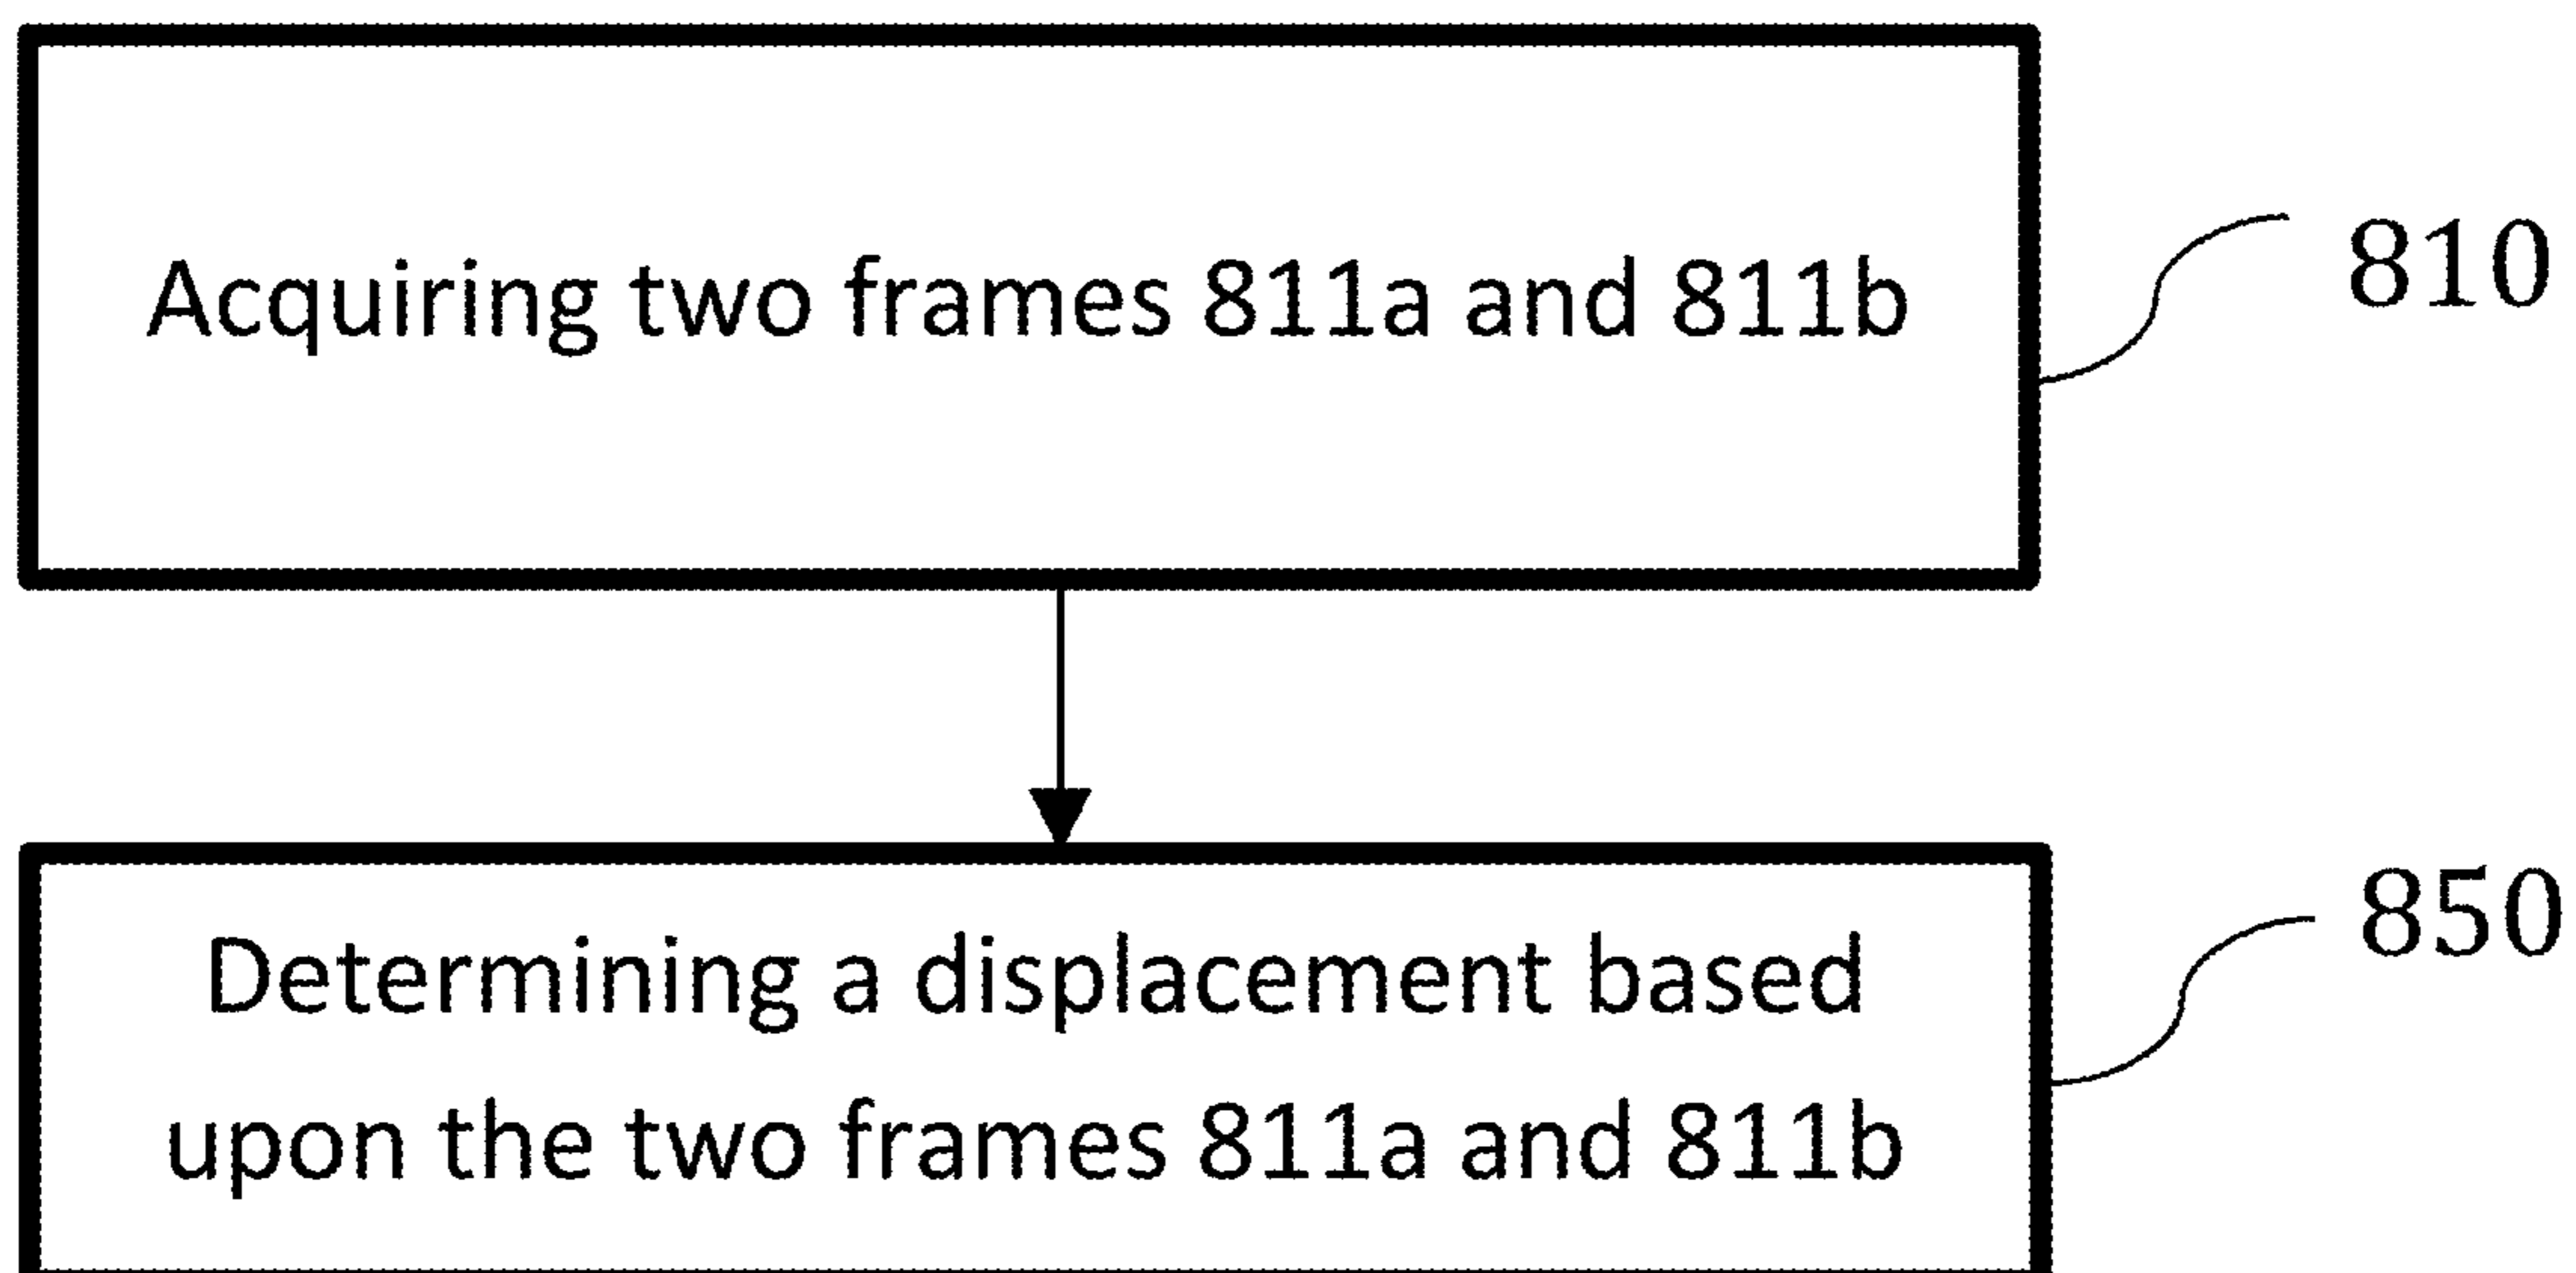 Acquiring two frames 811a and 811b
810
Determining a displacement based
upon the two frames 811a and 811b
850